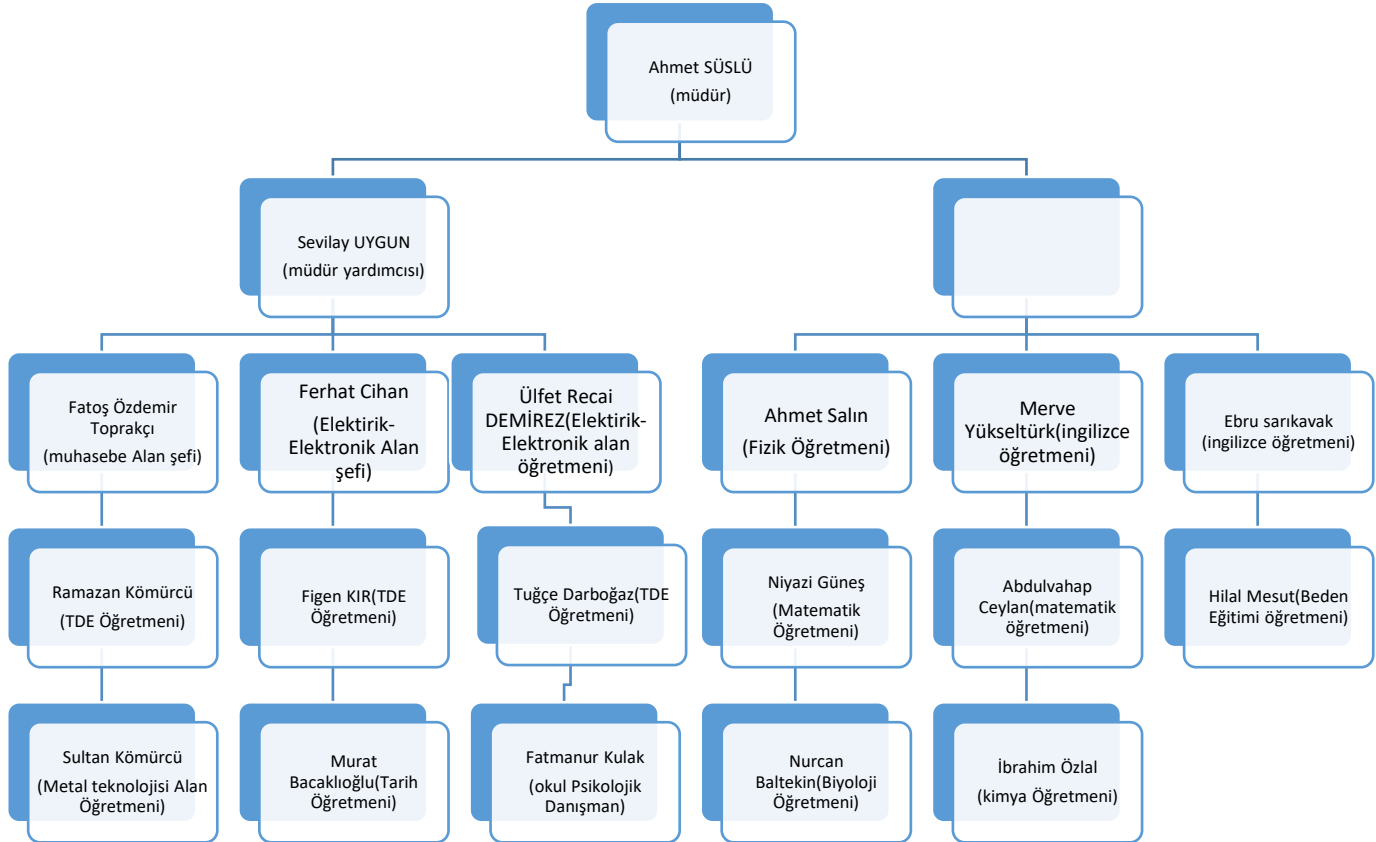 Ahmet SÜSLÜ
(müdür)
Sevilay UYGUN
(müdür yardımcısı)
Fatoş Özdemir
Toprakçı
(muhasebe Alan şefi)
Ferhat Cihan
(Elektirik-
Elektronik Alan
şefi)
Ülfet Recai
DEMİREZ(Elektirik-
Elektronik alan
öğretmeni)
Ahmet Salın
(Fizik Öğretmeni)
Merve
Yükseltürk(ingilizce
öğretmeni)
Ebru sarıkavak
(ingilizce öğretmeni)
Ramazan Kömürcü
(TDE Öğretmeni)
Figen KIR(TDE
Öğretmeni)
Tuğçe Darboğaz(TDE
Öğretmeni)
Niyazi Güneş
(Matematik
Öğretmeni)
Abdulvahap
Ceylan(matematik
öğretmeni)
Hilal Mesut(Beden
Eğitimi öğretmeni)
Sultan Kömürcü
(Metal teknolojisi Alan
Öğretmeni)
Murat
Bacaklıoğlu(Tarih
Öğretmeni)
Fatmanur Kulak
(okul Psikolojik
Danışman)
Nurcan
Baltekin(Biyoloji
Öğretmeni)
İbrahim Özlal
(kimya Öğretmeni)